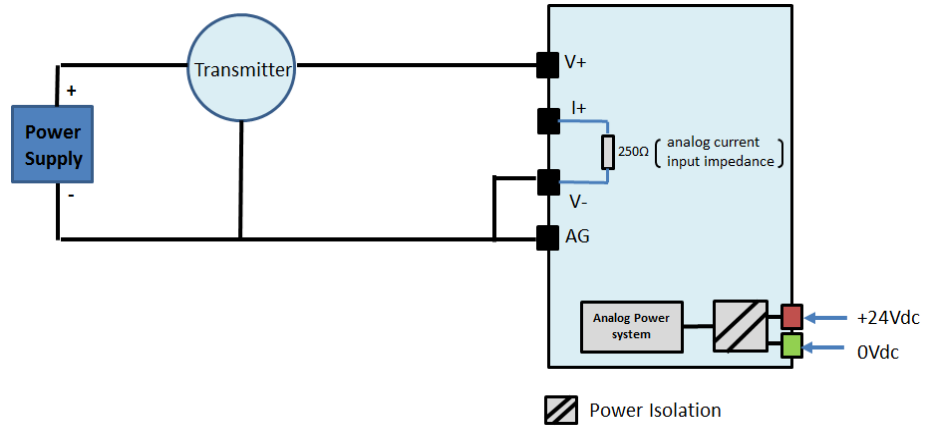 Transmitter
V+
+
I+
Power
Supply
250Ω
analog current
input impedance
-
V-
AG
Analog Power
system
+24Vdc
0Vdc
Power Isolation